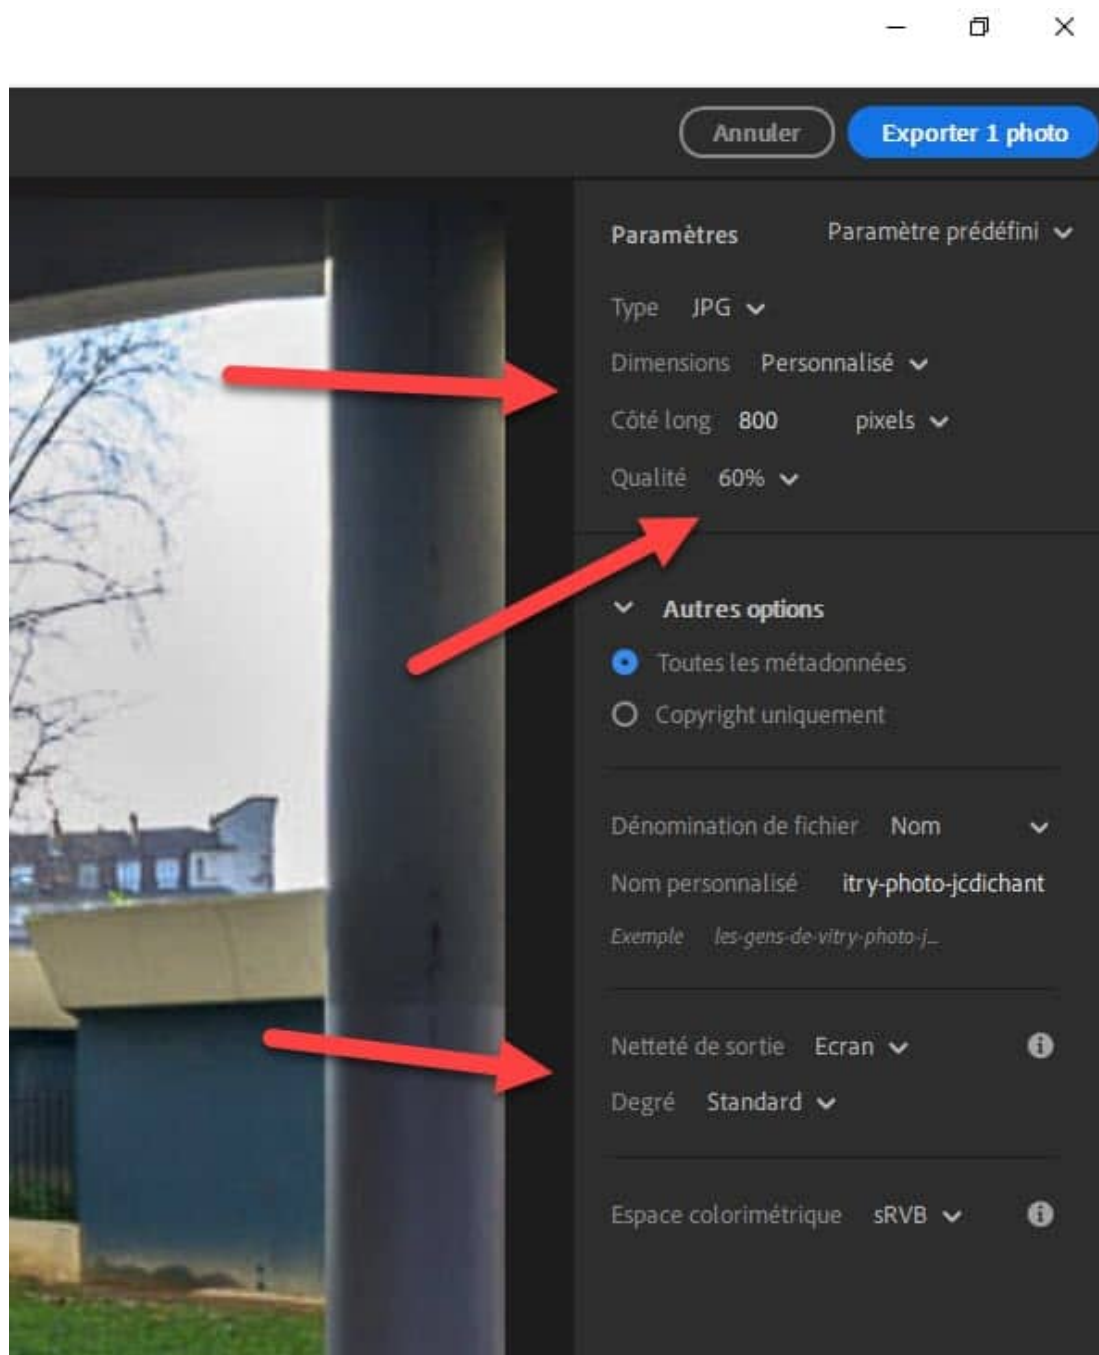 Annuler Exporter 1 photo
Paramètres Paramètre prédéfini
Type JPG
Dimensions Personnalisé
Côté long 800 pixels
Qualité 60%
Autres options
Toutes les métadonnées
Copyright uniquement
Dénomination de fichier Nom
Nom personnalisé itry-photo-jcdichant
Exemple les-gens-de-vitry-photo-j...
Netteté de sortie Ecran
Degré Standard
Espace colorimétrique sRVB